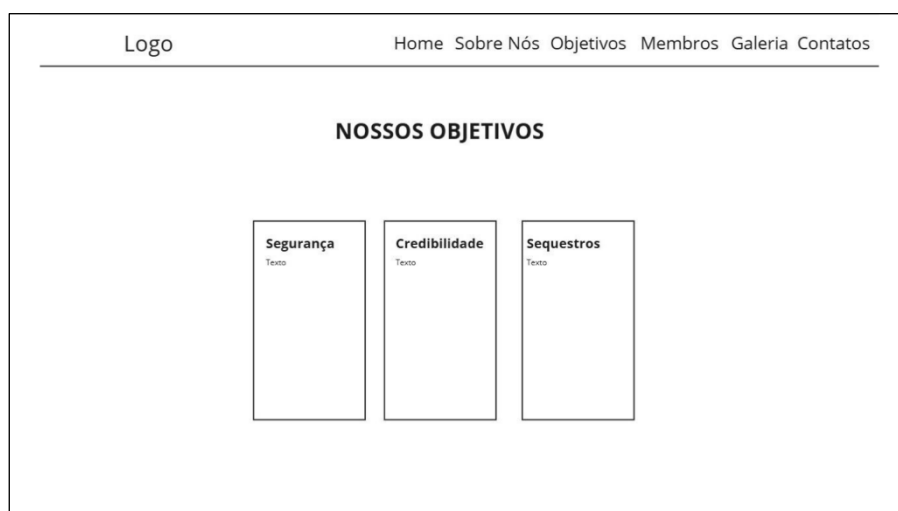 Logo Home Sobre Nós Objetivos Membros Galeria Contatos
NOSSOS OBJETIVOS
Segurança
Texto
Credibilidade
Texto
Sequestros
Texto